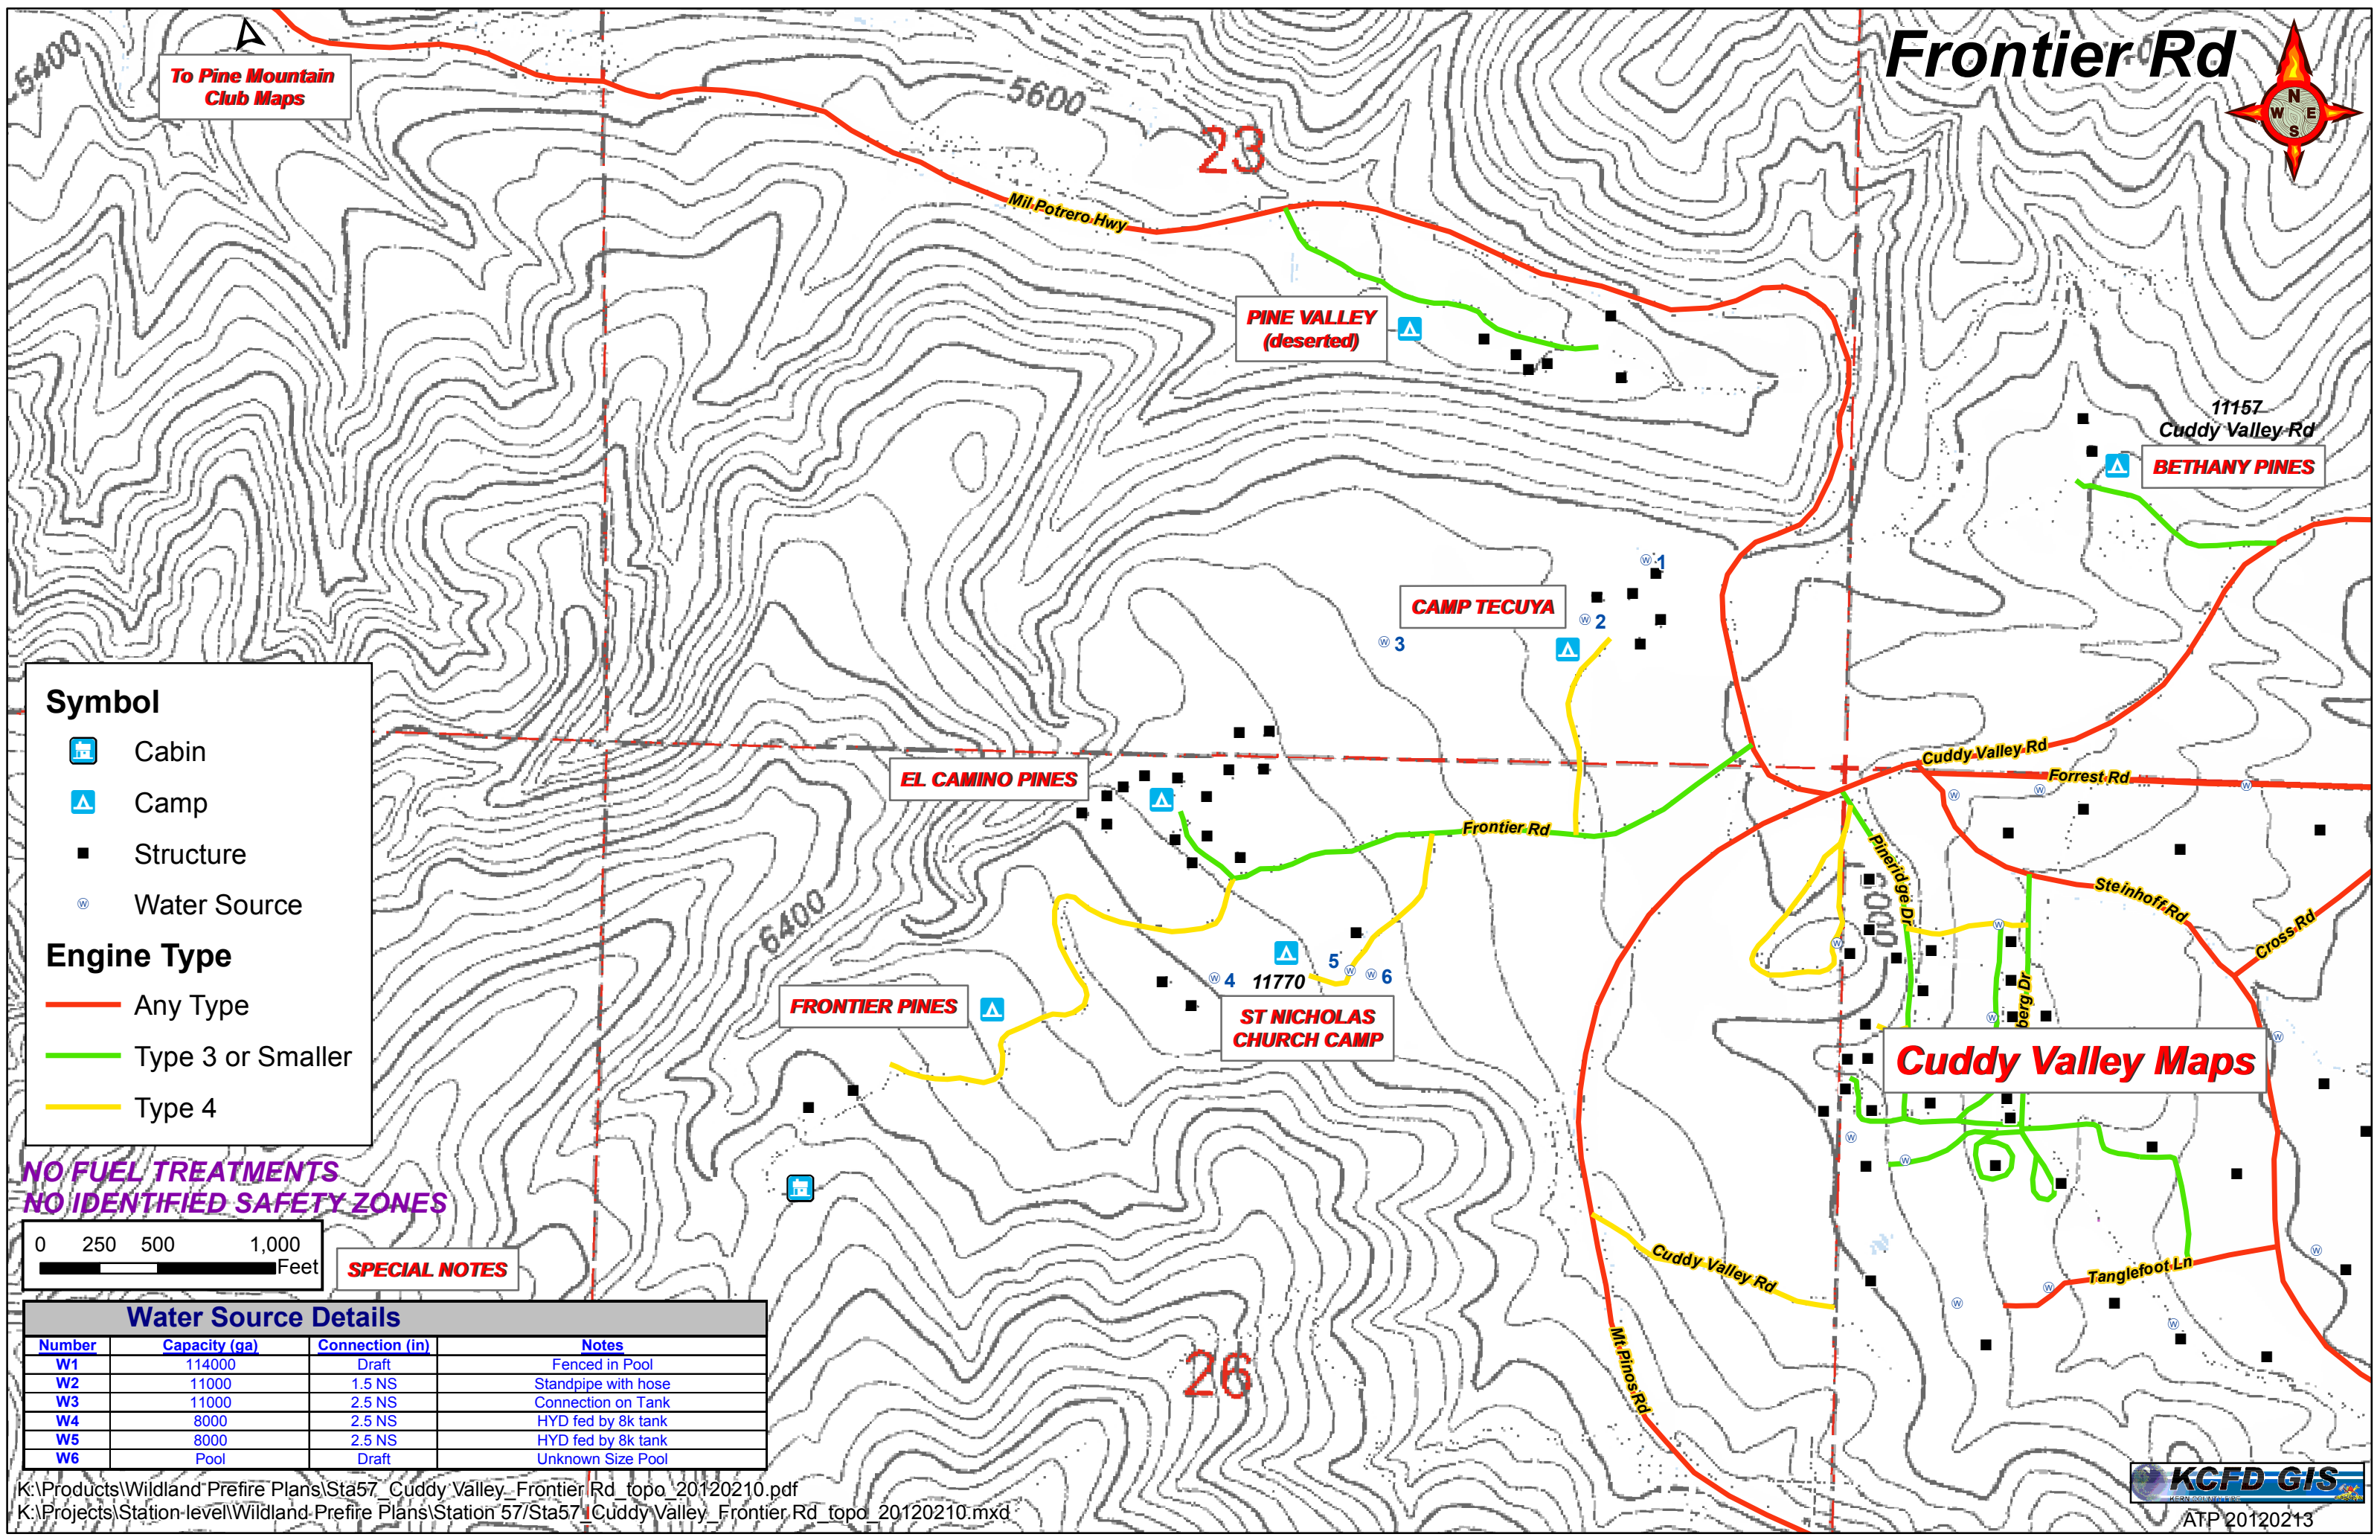 Frontier Rd
N
W E
S
5400
To Pine Mountain
Club Maps
5600
23
Mil Potrero Hwy
PINE VALLEY
(deserted)
11157
Cuddy Valley Rd
BETHANY PINES
1
CAMP TECUYA
2
3
Symbol
Cabin
Camp
Structure
Water Source
Engine Type
Any Type
Type 3 or Smaller
Type 4
EL CAMINO PINES
Cuddy Valley Rd
Forrest Rd
Frontier Rd
Pineridge Dr
Steinhoff Rd
Cross Rd
6000
6400
berg Dr
5
6
4
11770
FRONTIER PINES
ST NICHOLAS
CHURCH CAMP
Cuddy Valley Maps
NO FUEL TREATMENTS
NO IDENTIFIED SAFETY ZONES
0 250 500 1,000
Feet
SPECIAL NOTES
Cuddy Valley Rd
Tanglefoot Ln
Mt Pinos Rd
26
Water Source Details
Number Capacity (ga) Connection (in) Notes
W1 114000 Draft Fenced in Pool
W2 11000 1.5 NS Standpipe with hose
W3 11000 2.5 NS Connection on Tank
W4 8000 2.5 NS HYD fed by 8k tank
W5 8000 2.5 NS HYD fed by 8k tank
W6 Pool Draft Unknown Size Pool
K:\Products\Wildland Prefire Plans\Sta57_Cuddy Valley_Frontier Rd_topo_20120210.pdf
K:\Projects\Station level\Wildland Prefire Plans\Station 57/Sta57_Cuddy Valley_Frontier Rd_topo_20120210.mxd
KCFD GIS
ATP 20120213